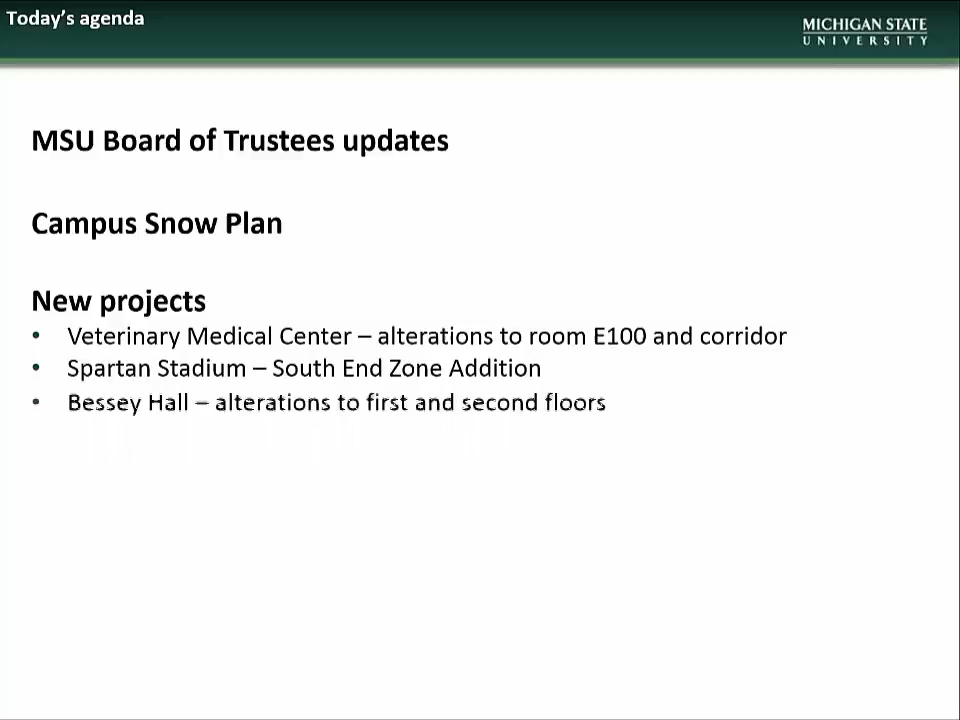 Today's agenda
MICHIGAN STATE
UNIVERSITY
MSU Board of Trustees updates
Campus Snow Plan
New projects
• Veterinary Medical Center – alterations to room E100 and corridor
• Spartan Stadium – South End Zone Addition
• Bessey Hall – alterations to first and second floors